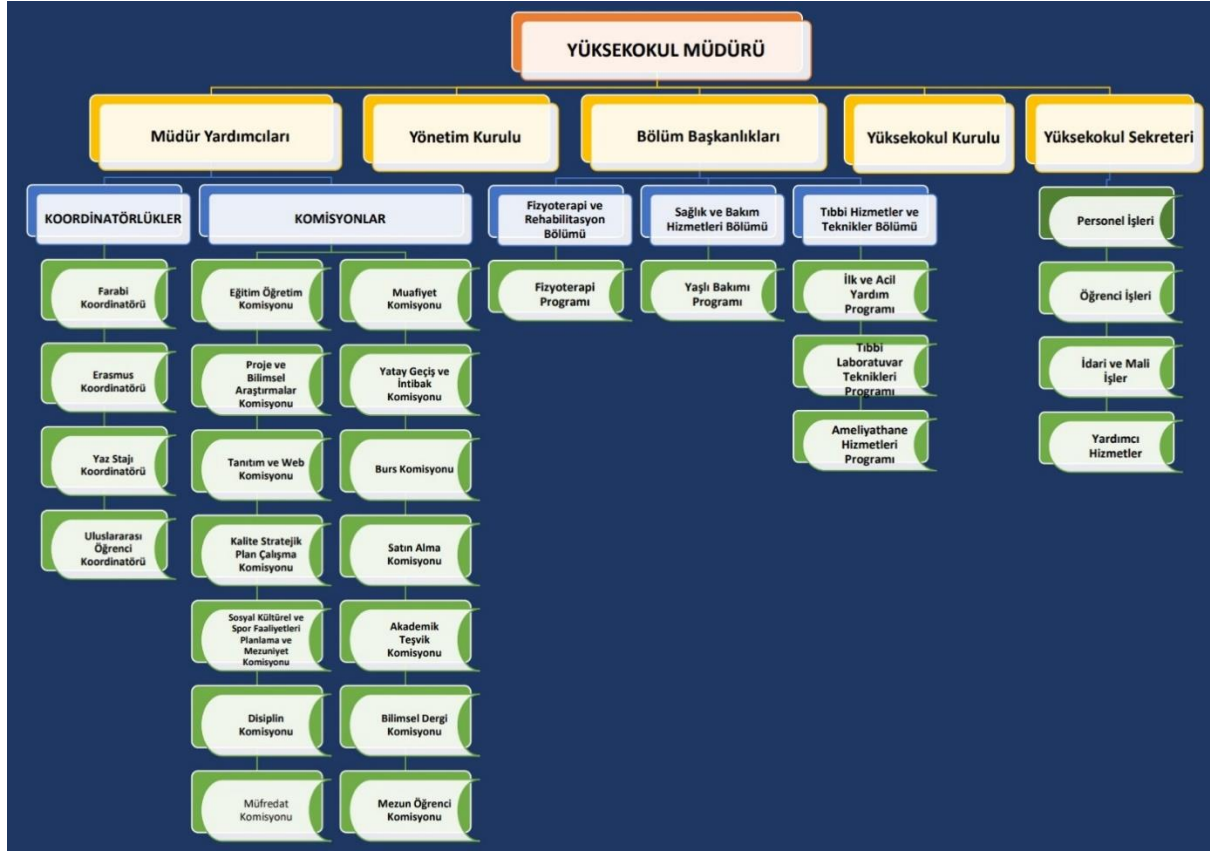 YÜKSEKOKUL MÜDÜRÜ
Müdür Yardımcıları
Yönetim Kurulu
Bölüm Başkanlıkları
Yüksekokul Kurulu
Yüksekokul Sekreteri
KOORDİNATÖRLÜKLER
Farabi
Koordinatörü
Erasmus
Koordinatörü
Yaz Stajı
Koordinatörü
Uluslararası
Öğrenci
Koordinatörü
KOMİSYONLAR
Eğitim Öğretim
Komisyonu
Proje ve
Bilimsel
Araştırmalar
Komisyonu
Tanıtım ve Web
Komisyonu
Kalite Stratejik
Plan Çalışma
Komisyonu
Sosyal Kültürel ve
Spor Faaliyetleri
Planlama ve
Mezuniyet
Komisyonu
Disiplin
Komisyonu
Müfredat
Komisyonu
Muafiyet
Komisyonu
Yatay Geçiş ve
İntibak
Komisyonu
Burs Komisyonu
Satın Alma
Komisyonu
Akademik
Teşvik
Komisyonu
Bilimsel Dergi
Komisyonu
Mezun Öğrenci
Komisyonu
Fizyoterapi ve
Rehabilitasyon
Bölümü
Fizyoterapi
Programı
Sağlık ve Bakım
Hizmetleri Bölümü
Yaşlı Bakımı
Programı
Tıbbi Hizmetler ve
Teknikler Bölümü
İlk ve Acil
Yardım
Programı
Tıbbi
Laboratuvar
Teknikleri
Programı
Ameliyathane
Hizmetleri
Programı
Personel İşleri
Öğrenci İşleri
İdari ve Mali
İşler
Yardımcı
Hizmetler